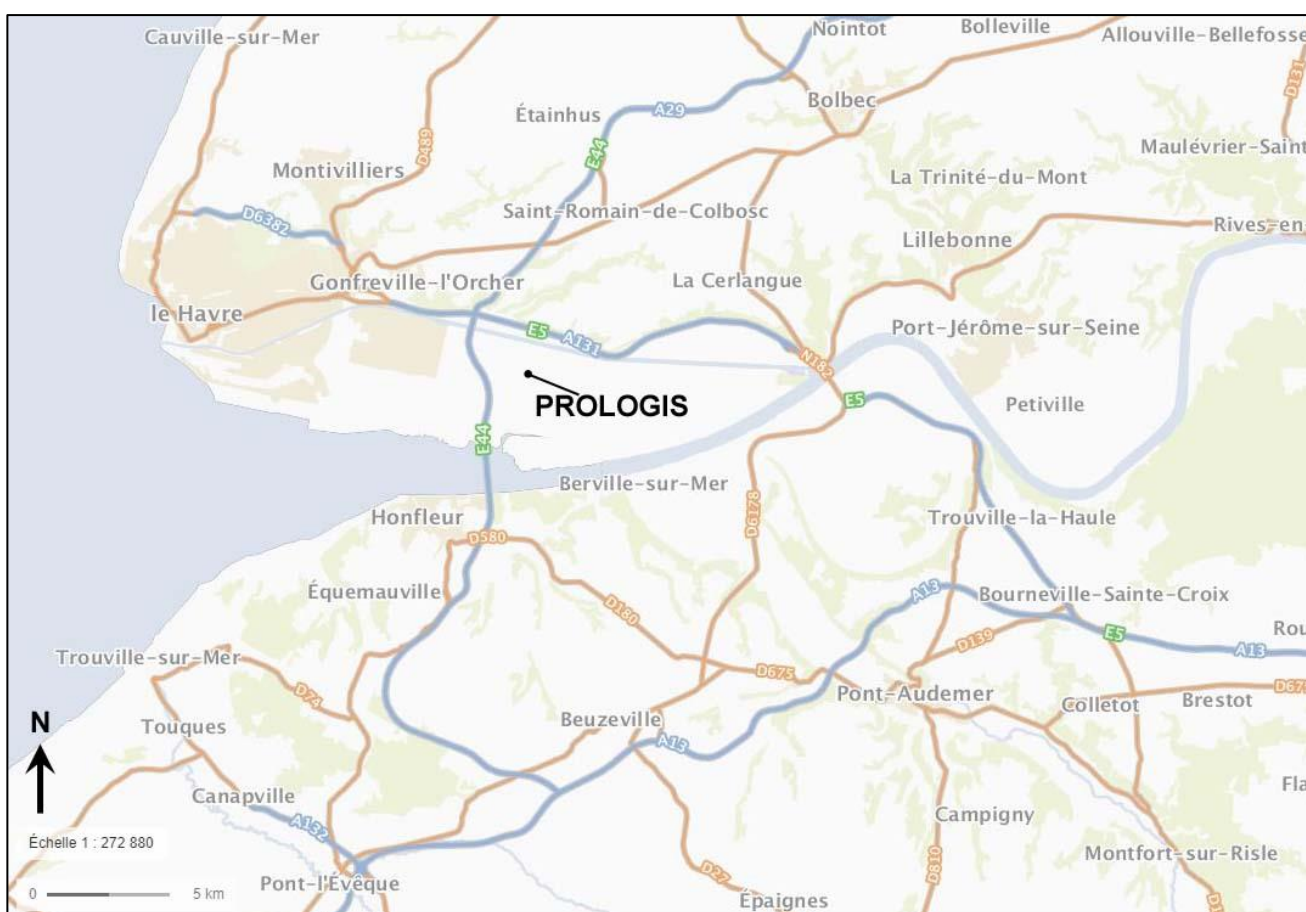 Cauville-sur-Mer
Nointot
Bolleville
Allouville-Bellefosse
D131
A29
Étainhus
Bolbec
D489
E44
Montivilliers
Maulévrier-Saint
La Trinité-du-Mont
D6382
Saint-Romain-de-Colbosc
Rives-en
Lillebonne
Gonfreville-l'Orcher
La Cerlangue
le Havre
E5
A131
Port-Jérôme-sur-Seine
N182
PROLOGIS
E5
Petiville
E44
Berville-sur-Mer
Honfleur
D6178
Trouville-la-Haule
D580
Équemauville
D180
A13
Bourneville-Sainte-Croix
D139
E5
Rou
A13
Trouville-sur-Mer
D74
D675
Pont-Audemer
Colletot
Brestot
D675
N
Touques
Beuzeville
A13
Canapville
A132
Campigny
Échelle 1 : 272 880
D27
D810
Montfort-sur-Risle
Pont-l'Évêque
0
5 km
Épaignes